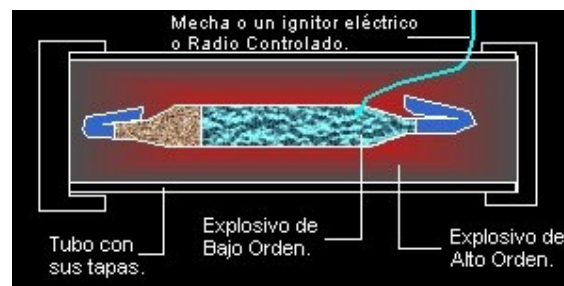 Mecha o un ignitor eléctrico
o Radio Controlado.
Tubo con
sus tapas.
Explosivo de
Bajo Orden.
Explosivo de
Alto Orden.